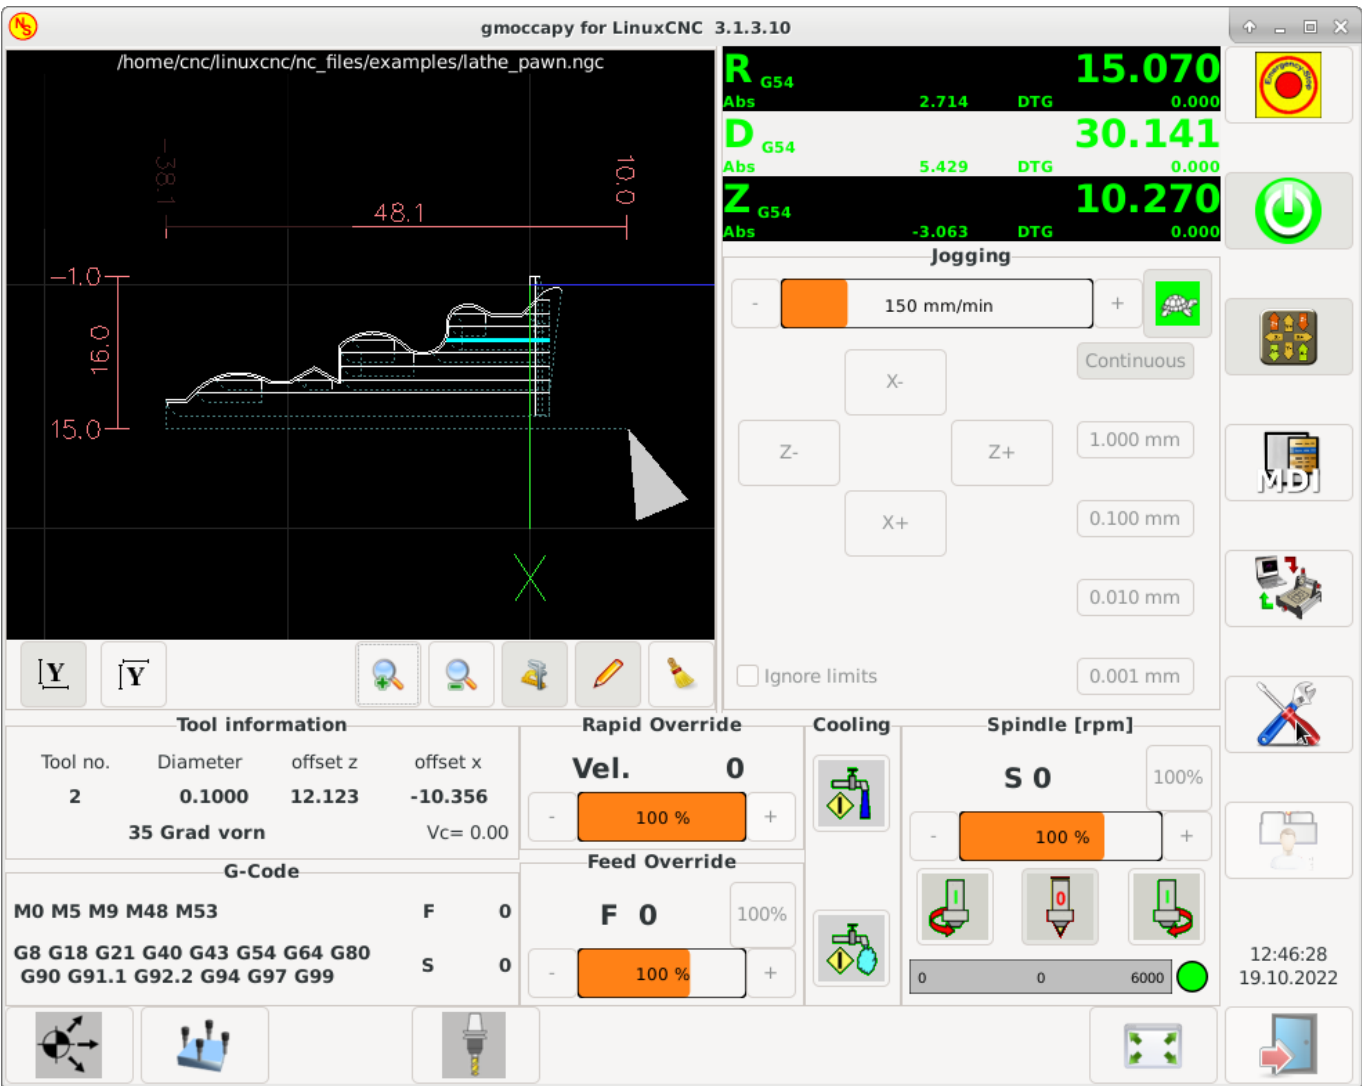 NS
gmoccapy for LinuxCNC 3.1.3.10
/home/cnc/linuxcnc/nc_files/examples/lathe_pawn.ngc
-38.1
10.0
48.1
-1.0
16.0
15.0
X
R G54 15.070
Abs 2.714 DTG 0.000
D G54 30.141
Abs 5.429 DTG 0.000
Z G54 10.270
Abs -3.063 DTG 0.000
Emergency-Stop
Jogging
- 150 mm/min +
Continuous
X-
Z- Z+
X+
1.000 mm
0.100 mm
0.010 mm
0.001 mm
Ignore limits
MDI
Y Y
Tool information
Tool no. Diameter offset z offset x
2 0.1000 12.123 -10.356
35 Grad vorn Vc= 0.00
G-Code
M0 M5 M9 M48 M53 F 0
G8 G18 G21 G40 G43 G54 G64 G80
G90 G91.1 G92.2 G94 G97 G99
S 0
Rapid Override
Vel. 0
- 100 % +
Feed Override
F 0 100%
- 100 % +
Cooling
Spindle [rpm]
S 0 100%
- 100 % +
I 0 I
0 0 6000
12:46:28
19.10.2022